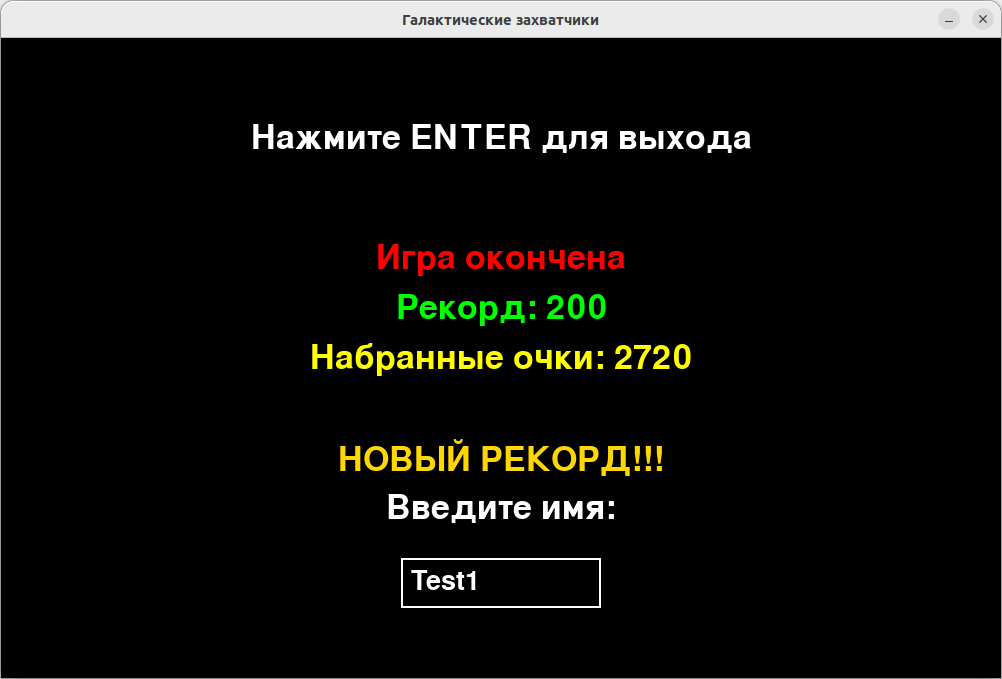 Галактические захватчики
Нажмите ENTER для выхода
Игра окончена
Рекорд: 200
Набранные очки: 2720
НОВЫЙ РЕКОРД!!!
Введите имя:
Test1